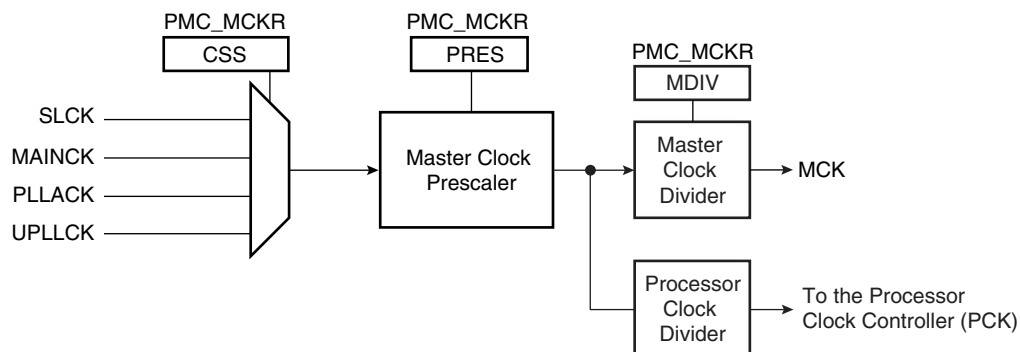 PMC_MCKR
CSS
PMC_MCKR
PRES
PMC_MCKR
MDIV
SLCK
MAINCK
PLLACK
UPLLCK
Master Clock
Prescaler
Master
Clock
Divider
MCK
Processor
Clock
Divider
To the Processor
Clock Controller (PCK)